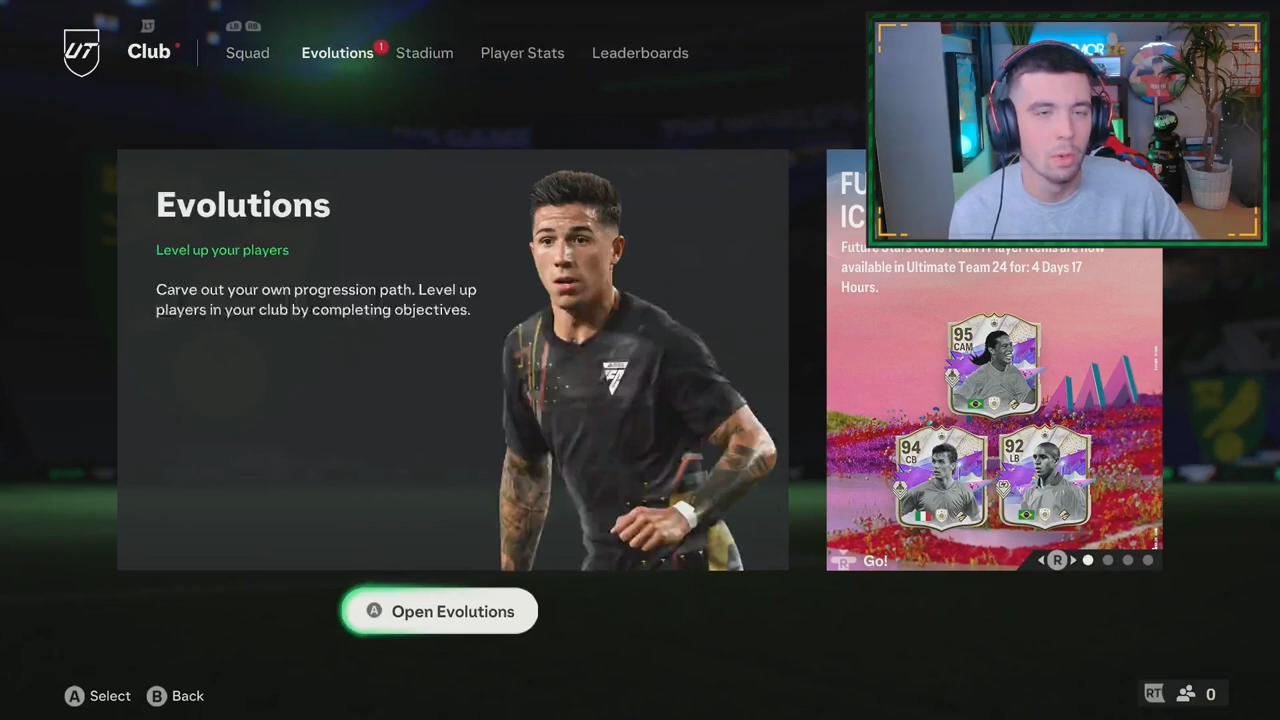 LT
LB RB
UT
Club
Squad
Evolutions
1
Stadium
Player Stats
Leaderboards
Evolutions
Level up your players
Carve out your own progression path. Level up
players in your club by completing objectives.
FU
IC
Future Stars Icons Team 1 Player Items are now
available in Ultimate Team 24 for: 4 Days 17
Hours.
95
CAM
94
CB
92
LB
R Go!
R
A Open Evolutions
A Select
B Back
RT
0